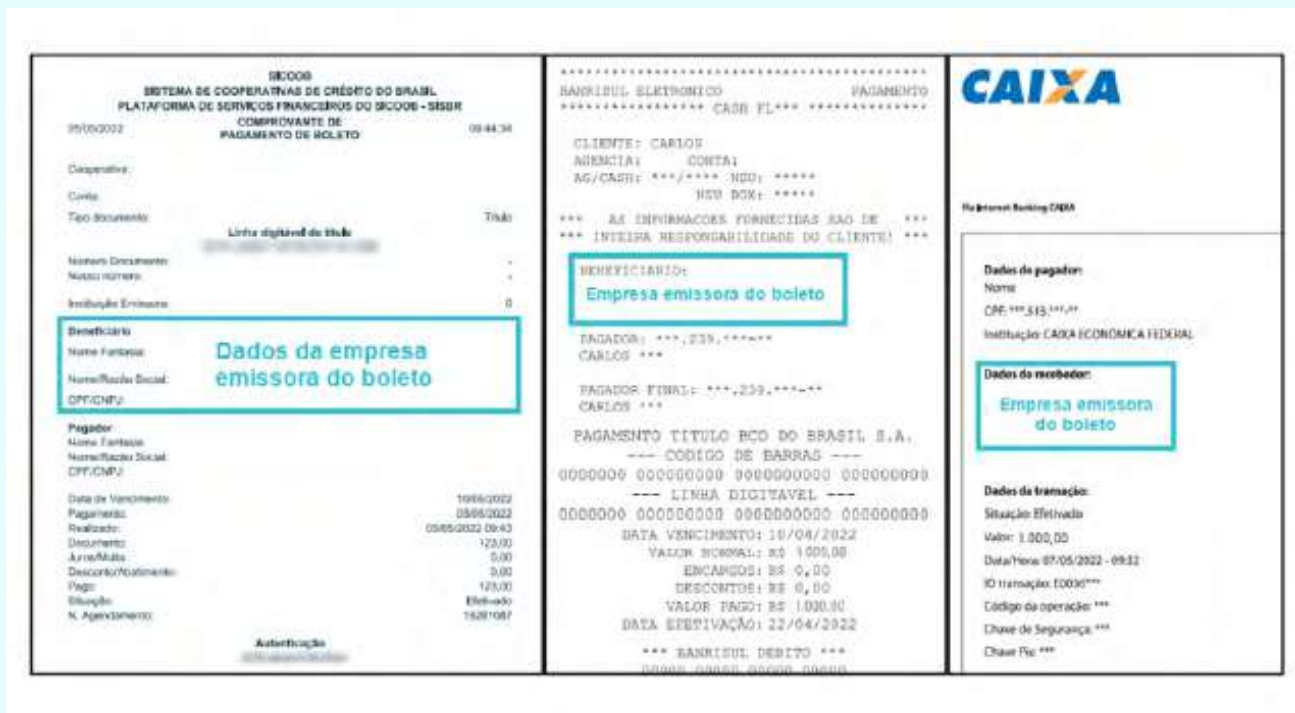 SICOOB
SISTEMA DE COOPERATIVAS DE CRÉDITO DO BRASIL
PLATAFORMA DE SERVIÇOS FINANCEIROS DO SICOOB - SISBR
COMPROVANTE DE
PAGAMENTO DE BOLETO
05/05/2022 09:44:34
Cooperativa:
Conta:
Tipo documento: Título
Linha digitável do título
Número Documento: -
Nosso número: -
Instituição Emissora: 0
Beneficiário
Nome Fantasia:
Nome/Razão Social:
CPF/CNPJ:
Dados da empresa
emissora do boleto
Pagador
Nome Fantasia:
Nome/Razão Social:
CPF/CNPJ:
Data de Vencimento: 10/05/2022
Pagamento: 05/05/2022
Realizado: 05/05/2022 09:43
Documento: 123,00
Juros/Multa: 0,00
Desconto/Abatimento: 0,00
Pago: 123,00
Situação: Efetivado
N. Agendamento: 16281087
Autenticação
******************************************
BANRISUL ELETRONICO PAGAMENTO
***************** CASH FL*** **************
CLIENTE: CARLOS
AGENCIA: CONTA:
AG/CASH: ***/**** NSU: *****
NSU BOX: *****
*** AS INFORMACOES FORNECIDAS SAO DE ***
*** INTEIRA RESPONSABILIDADE DO CLIENTE! ***
BENEFICIARIO:
Empresa emissora do boleto
PAGADOR: ***.239.***-**
CARLOS ***
PAGADOR FINAL: ***.239.***-**
CARLOS ***
PAGAMENTO TITULO BCO DO BRASIL S.A.
--- CODIGO DE BARRAS ---
0000000 000000000 0000000000 000000000
--- LINHA DIGITAVEL ---
0000000 000000000 0000000000 000000000
DATA VENCIMENTO: 10/04/2022
VALOR NORMAL: R$ 1000,00
ENCARGOS: R$ 0,00
DESCONTOS: R$ 0,00
VALOR PAGO: R$ 1000,00
DATA EFETIVAÇÃO: 22/04/2022
*** BANRISUL DEBITO ***
00000 00000 00000 00000
CAIXA
Via Internet Banking CAIXA
Dados do pagador:
Nome
CPF: ***.515.***-**
Instituição: CAIXA ECONÔMICA FEDERAL
Dados do recebedor:
Empresa emissora
do boleto
Dados da transação:
Situação: Efetivado
Valor: 1.000,00
Data/Hora: 07/05/2022 - 09:32
ID transação: E0036***
Código da operação: ***
Chave de Segurança: ***
Chave Pix: ***